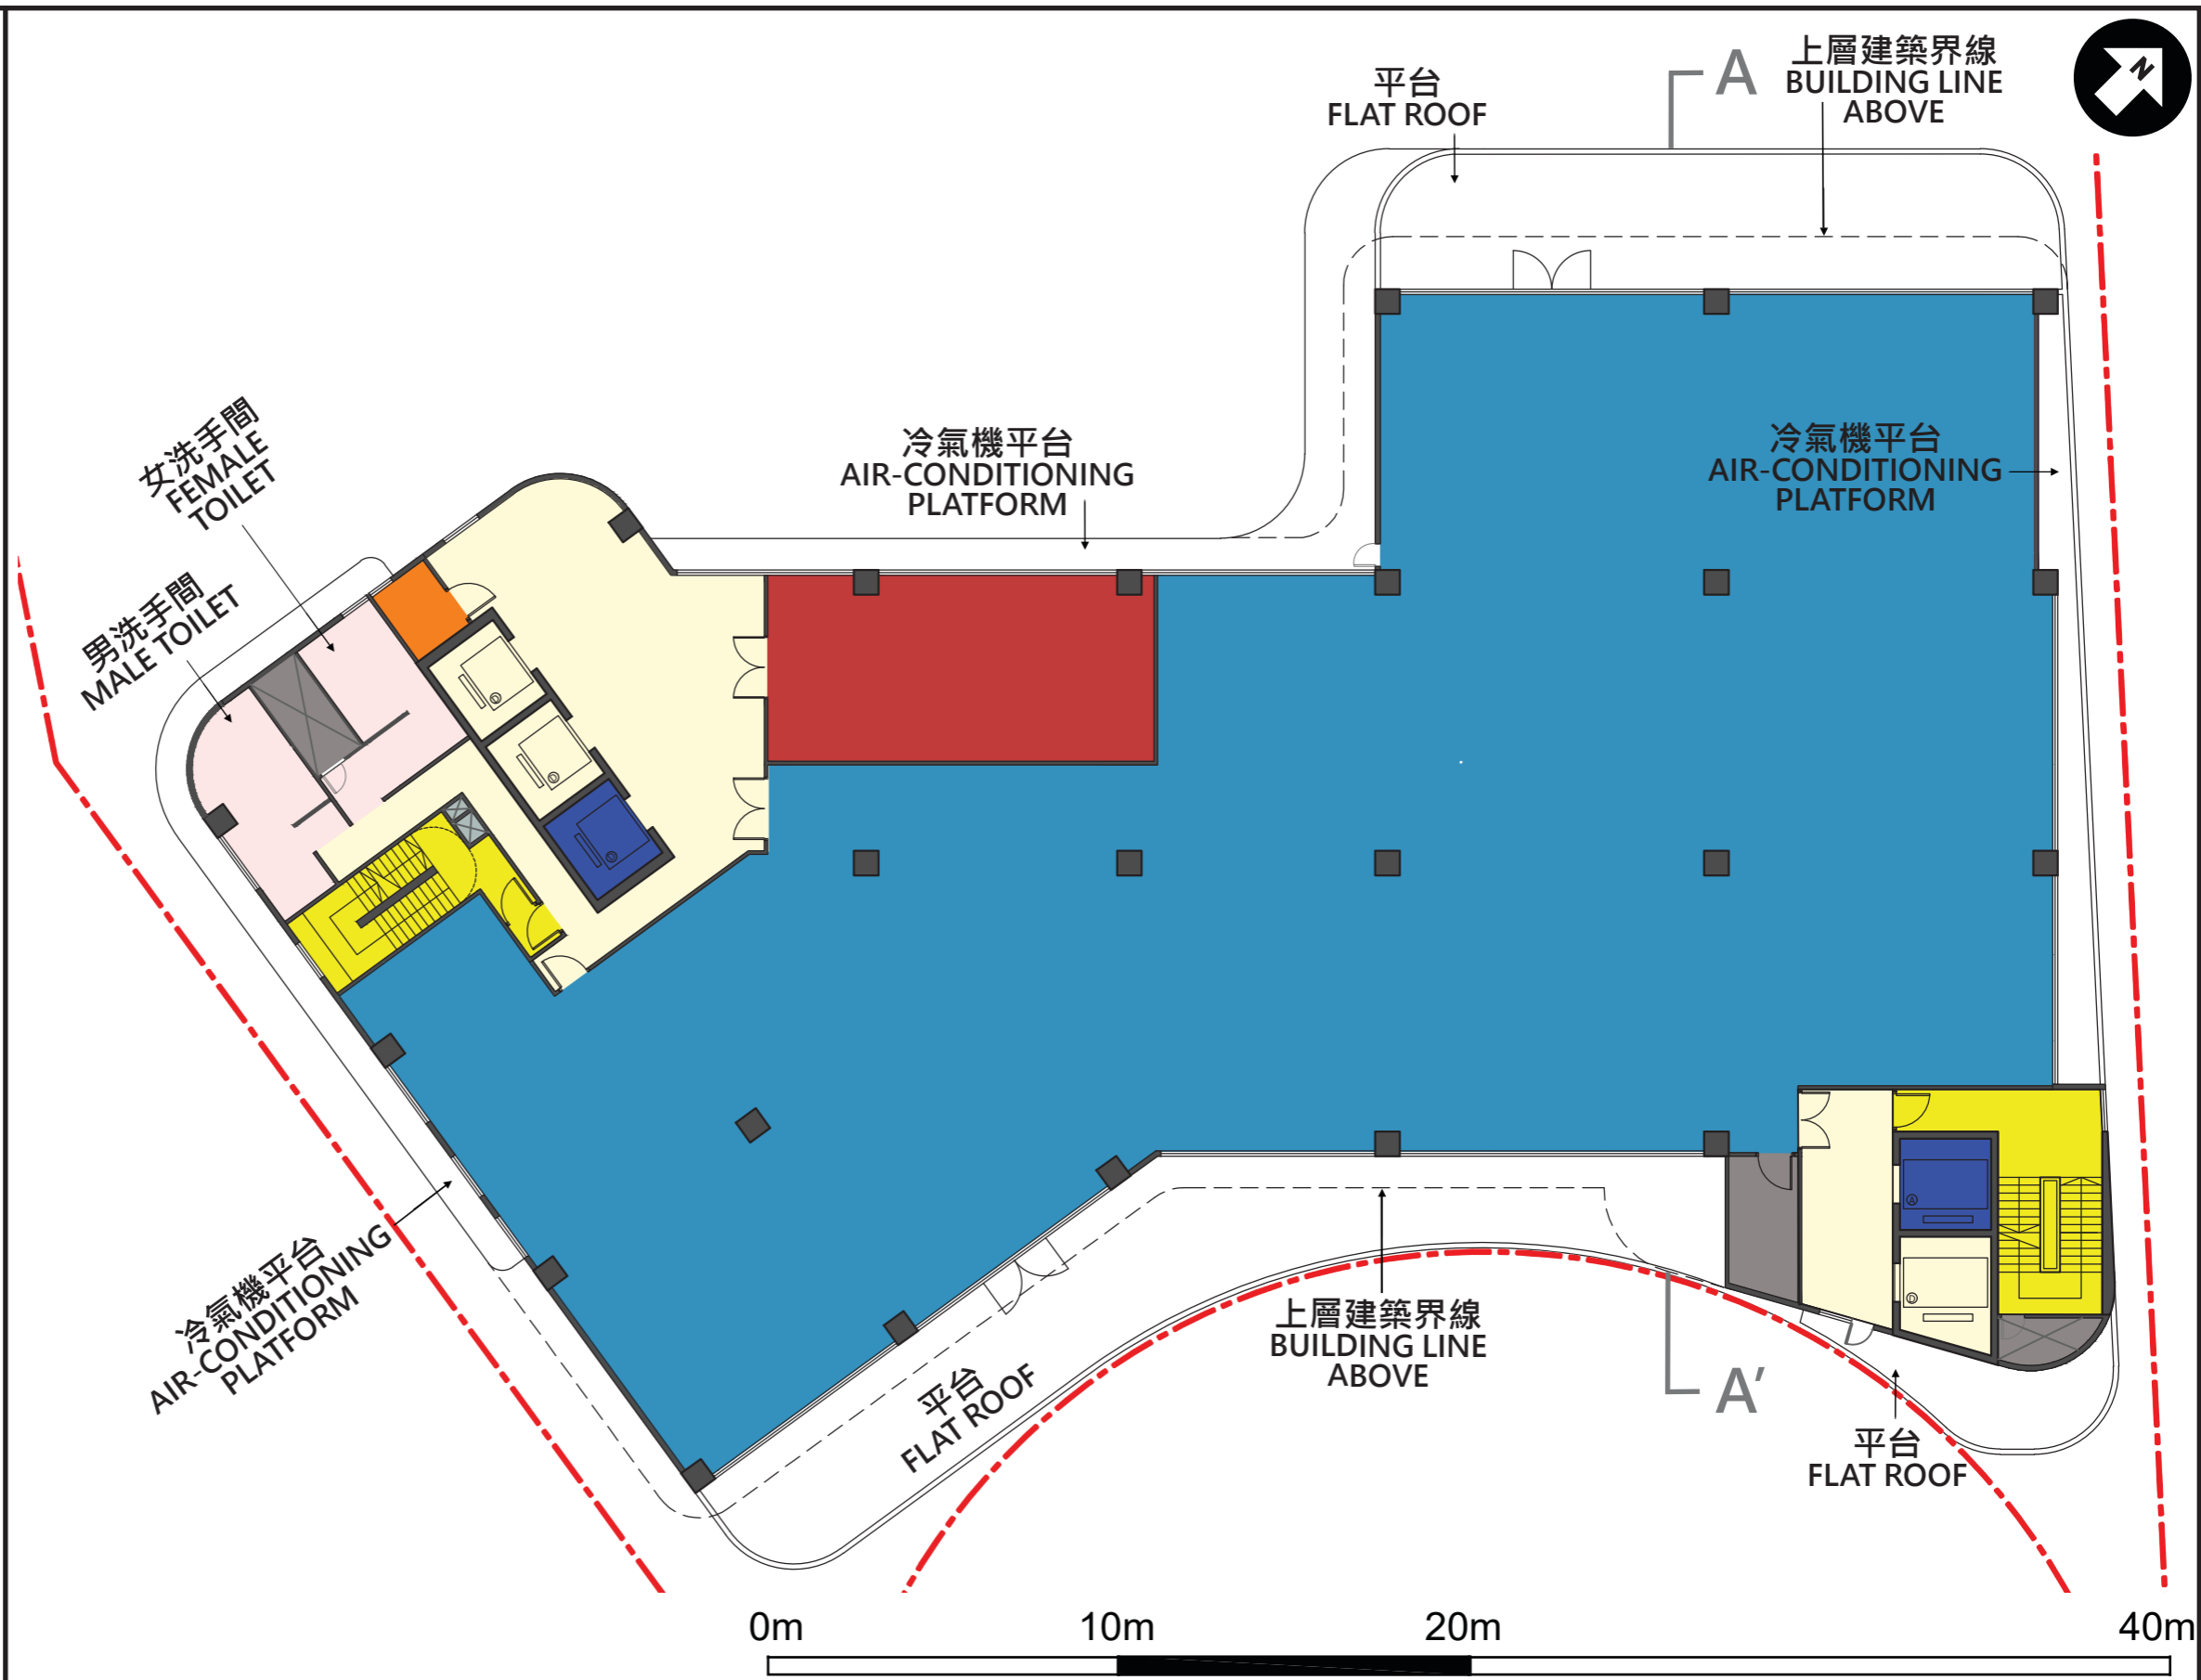 A
上層建築界線
BUILDING LINE
ABOVE
N
平台
FLAT ROOF
女洗手間
FEMALE
TOILET
冷氣機平台
AIR-CONDITIONING
PLATFORM
冷氣機平台
AIR-CONDITIONING
PLATFORM
男洗手間
MALE TOILET
冷氣機平台
AIR-CONDITIONING
PLATFORM
上層建築界線
BUILDING LINE
ABOVE
平台
FLAT ROOF
A'
平台
FLAT ROOF
0m
10m
20m
40m